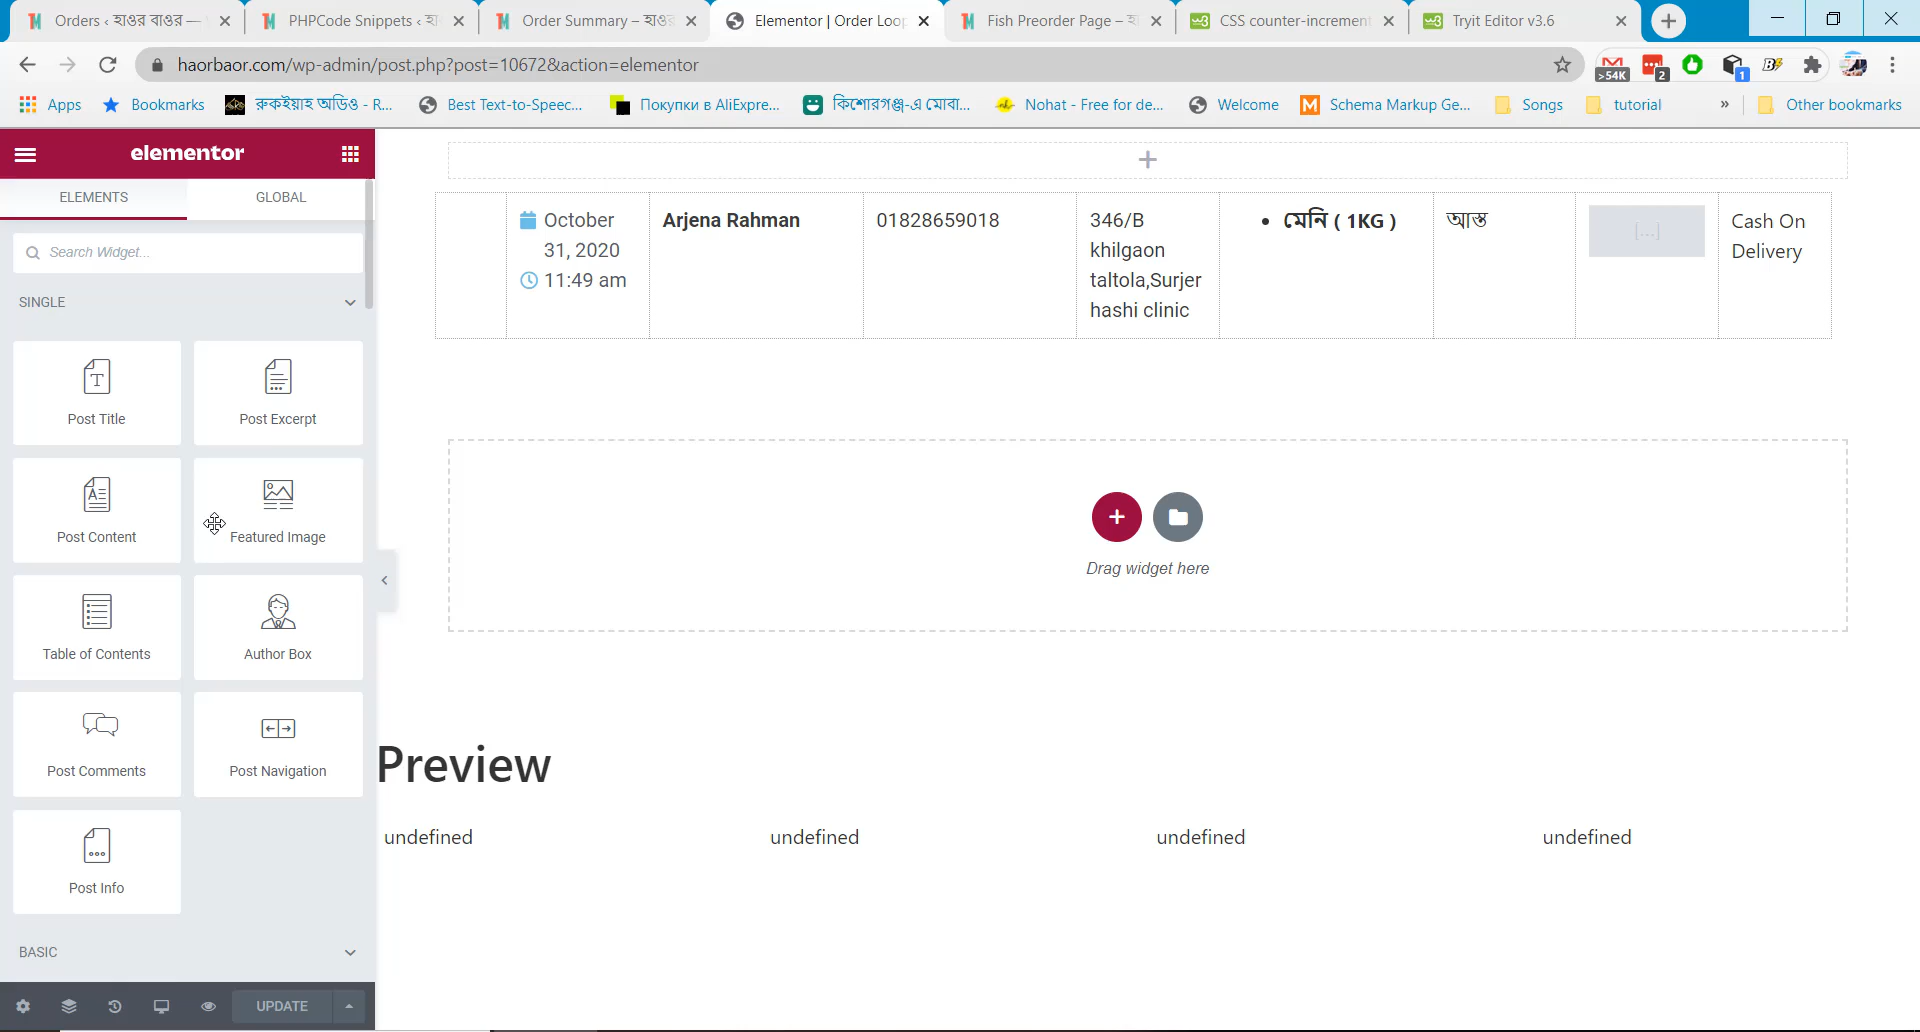 Orders ‹ হাওর বাওর —
PHPCode Snippets ‹ হা
Order Summary – হাওর
Elementor | Order Loo
Fish Preorder Page – হ
CSS counter-increment
Tryit Editor v3.6
haorbaor.com/wp-admin/post.php?post=10672&action=elementor
>54K
2
1
Apps
Bookmarks
রুকইয়াহ অডিও - R...
Best Text-to-Speec...
Покупки в AliExpre...
কিশোরগঞ্জ-এ মোবা...
Nohat - Free for de...
Welcome
Schema Markup Ge...
Songs
tutorial
»
Other bookmarks
elementor
ELEMENTS
GLOBAL
Search Widget...
SINGLE
Post Title
Post Excerpt
Post Content
Featured Image
Table of Contents
Author Box
Post Comments
Post Navigation
Post Info
BASIC
UPDATE
October
31, 2020
11:49 am
Arjena Rahman
01828659018
346/B
khilgaon
taltola,Surjer
hashi clinic
• মেনি ( 1KG )
আস্ত
[...]
Cash On
Delivery
Drag widget here
Preview
undefined
undefined
undefined
undefined